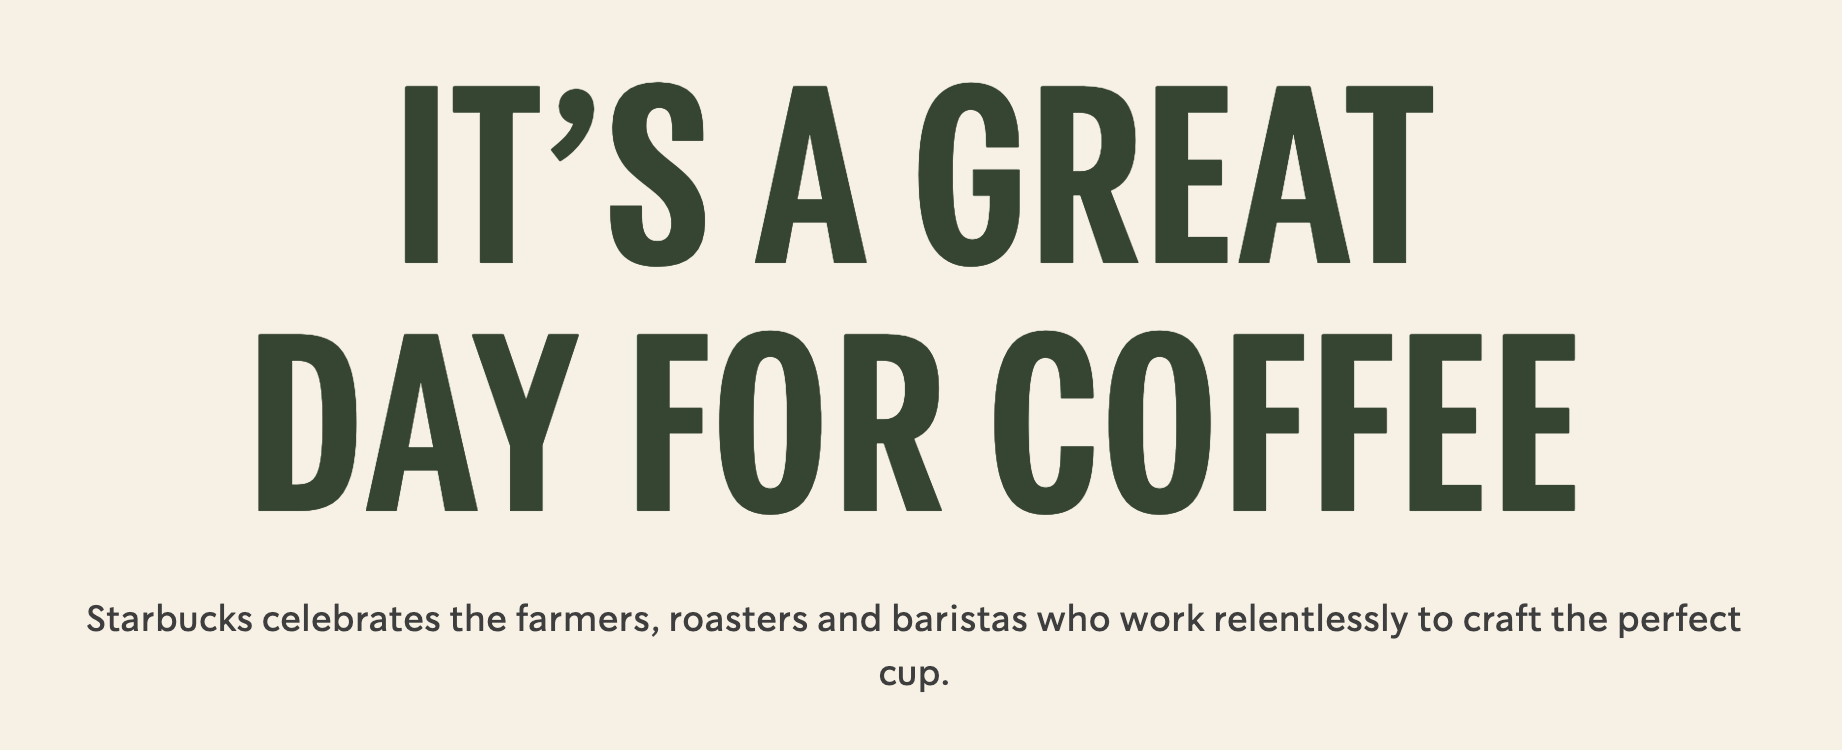 IT’S A GREAT
DAY FOR COFFEE
Starbucks celebrates the farmers, roasters and baristas who work relentlessly to craft the perfect
cup.